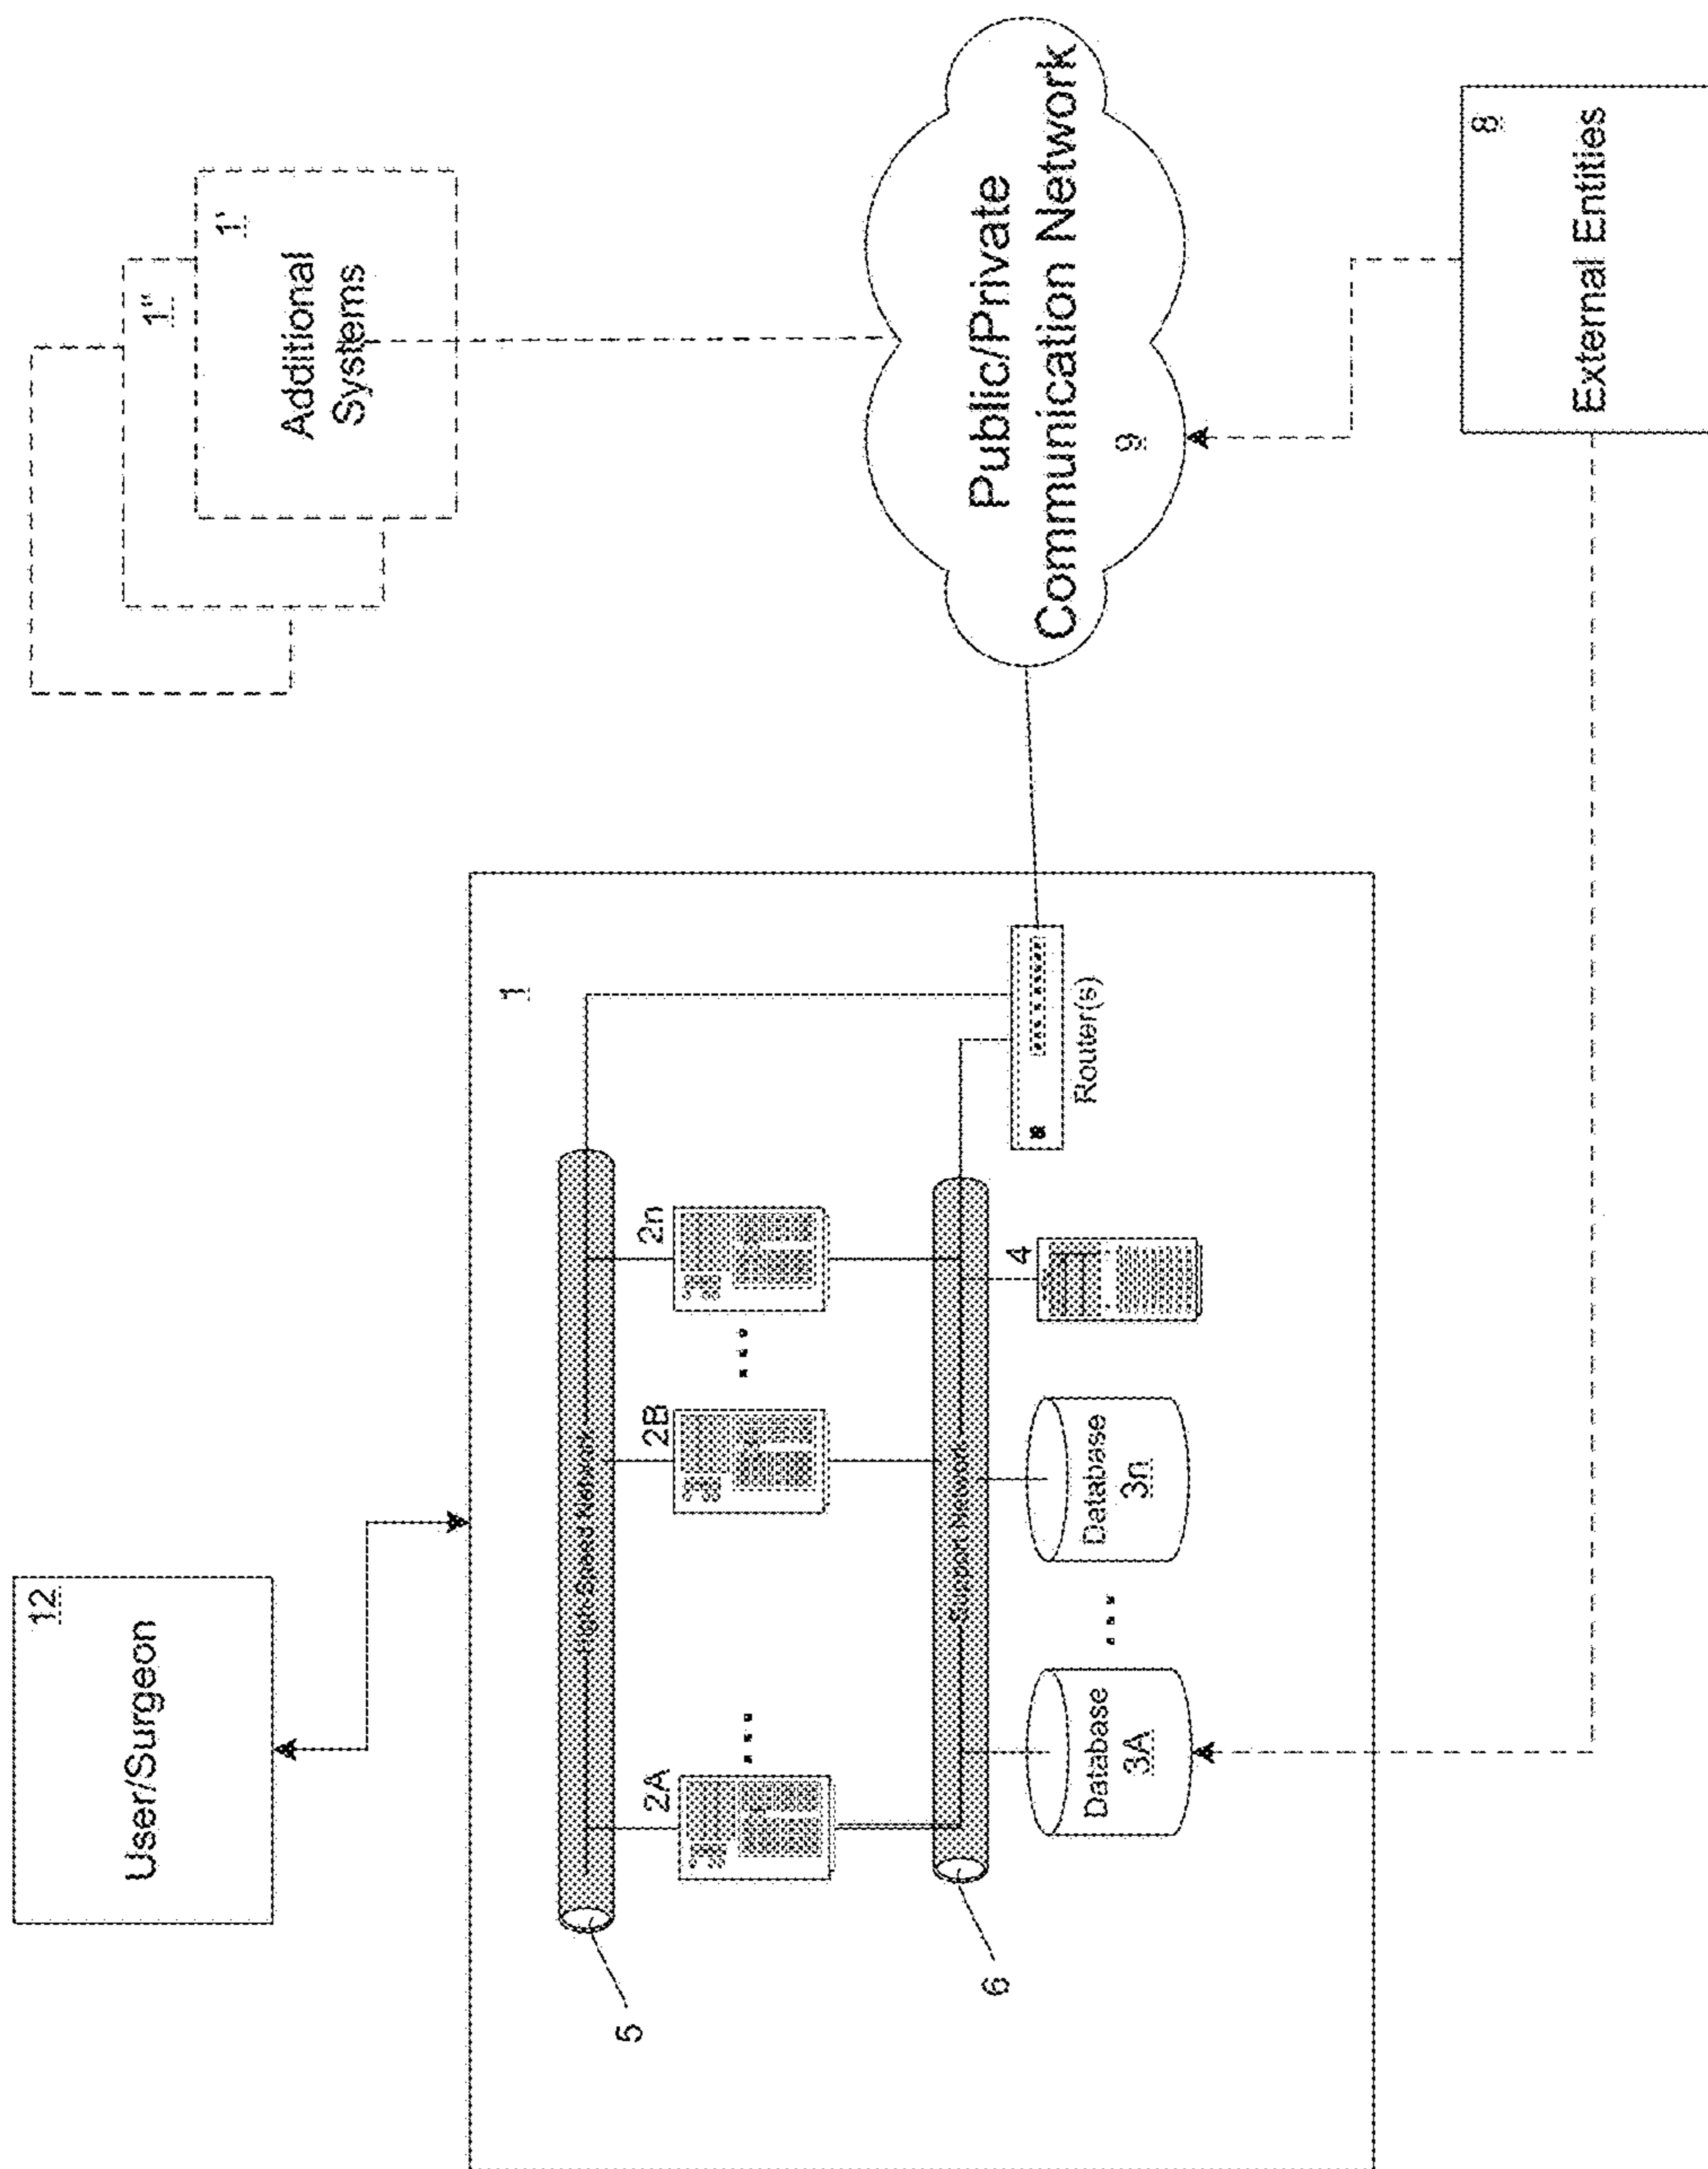 12
User/Surgeon
1"
1'
Additional
Systems
1
5
High-Speed Network
2A
2B
2n
6
Support Network
Database
3A
Database
3n
4
Router(s)
Public/Private
Communication Network
9
8
External Entities